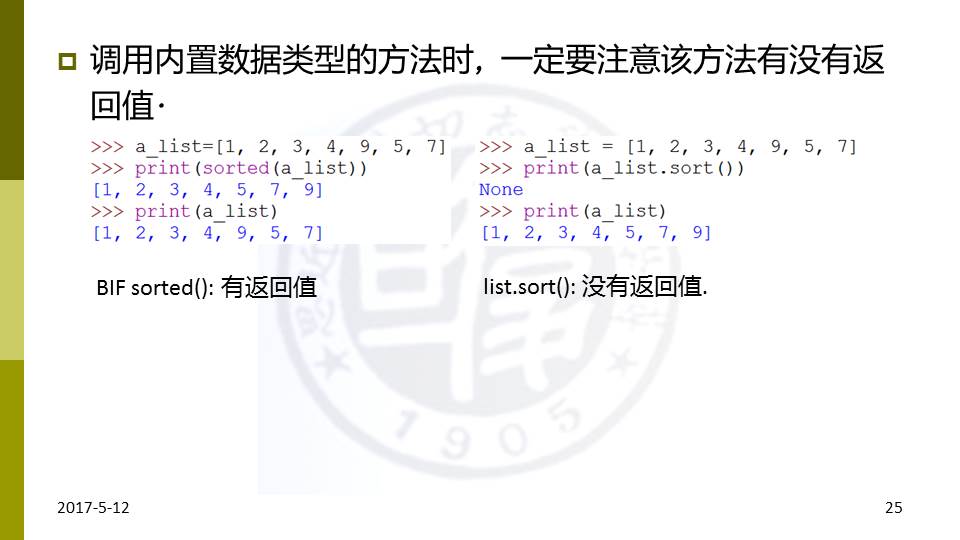 调用内置数据类型的方法时，一定要注意该方法有没有返
回值·
>>> a_list=[1, 2, 3, 4, 9, 5, 7]
>>> print(sorted(a_list))
[1, 2, 3, 4, 5, 7, 9]
>>> print(a_list)
[1, 2, 3, 4, 9, 5, 7]
BIF sorted(): 有返回值
>>> a_list = [1, 2, 3, 4, 9, 5, 7]
>>> print(a_list.sort())
None
>>> print(a_list)
[1, 2, 3, 4, 5, 7, 9]
list.sort(): 没有返回值.
1905
2017-5-12
25